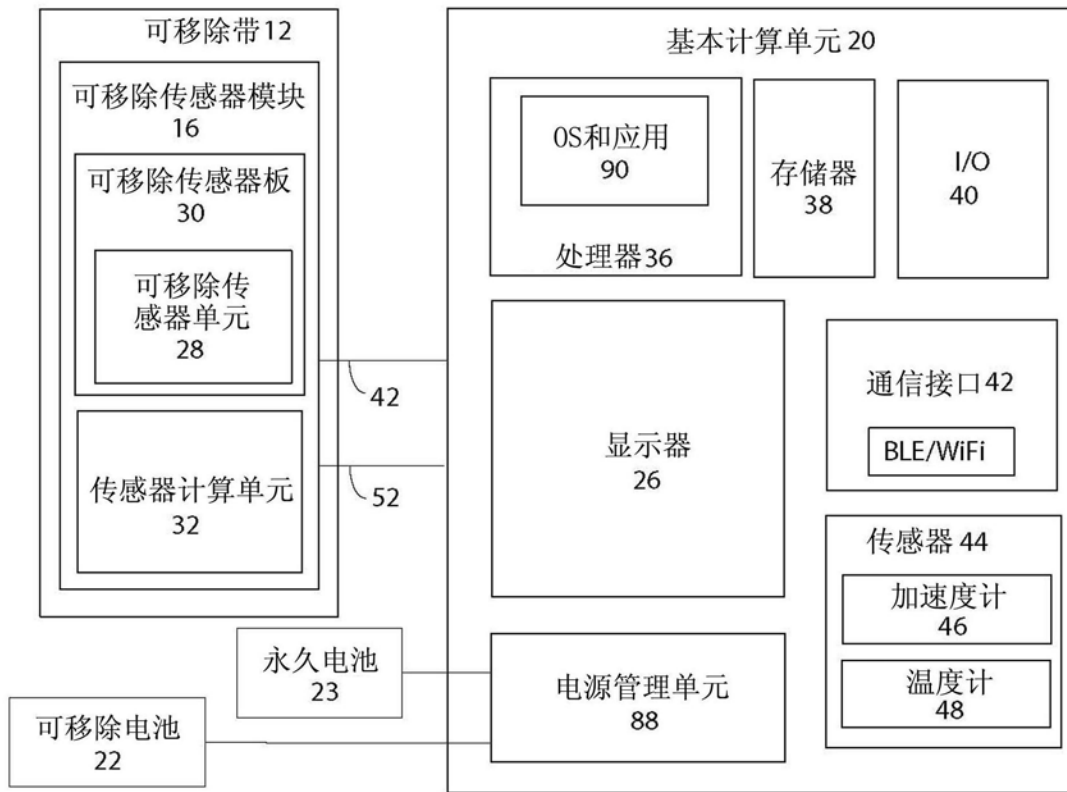 可移除带12
可移除传感器模块
16
可移除传感器板
30
可移除传
感器单元
28
传感器计算单元
32
42
52
永久电池
23
可移除电池
22
基本计算单元20
OS和应用
90
处理器36
存储器
38
I/O
40
显示器
26
通信接口42
BLE/WiFi
传感器44
加速度计
46
温度计
48
电源管理单元
88